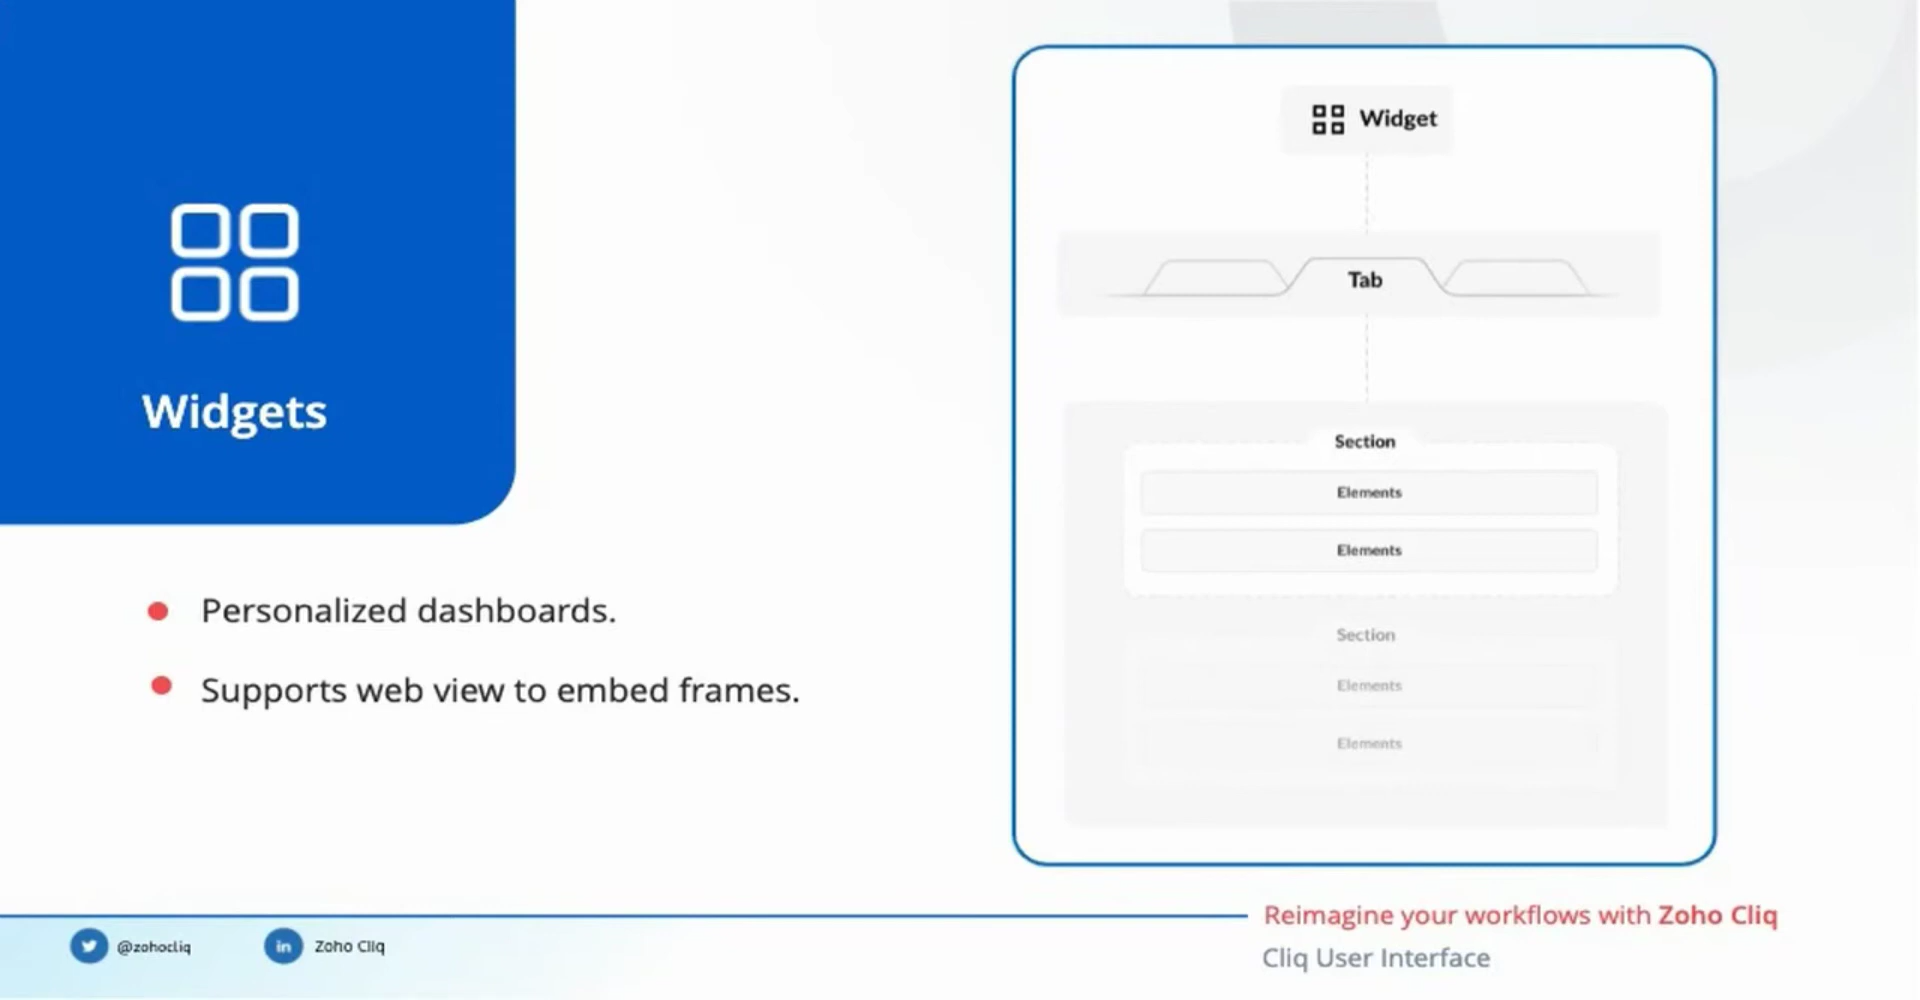 Widgets
Personalized dashboards.
Supports web view to embed frames.
Widget
Tab
Section
Elements
Elements
Section
Elements
Elements
Reimagine your workflows with Zoho Cliq
Cliq User Interface
@zohocliq
in
Zoho Cliq